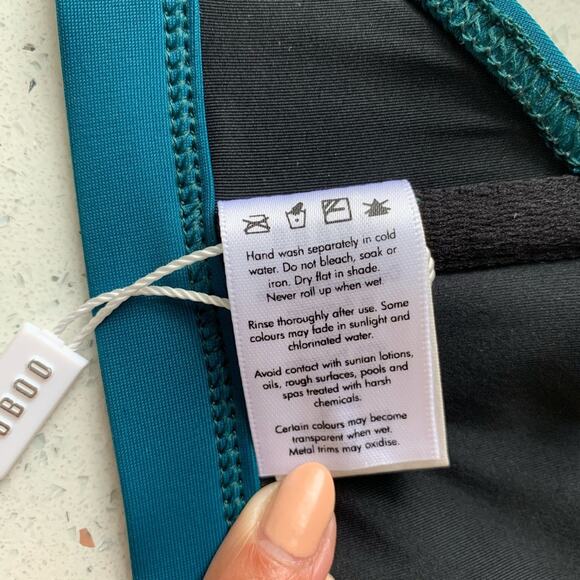 Hand wash separately in cold
water. Do not bleach, soak or
iron. Dry flat in shade.
Never roll up when wet.
Rinse thoroughly after use. Some
colours may fade in sunlight and
chlorinated water.
Avoid contact with suntan lotions,
oils, rough surfaces, pools and
spas treated with harsh
chemicals.
Certain colours may become
transparent when wet.
Metal trims may oxidise.